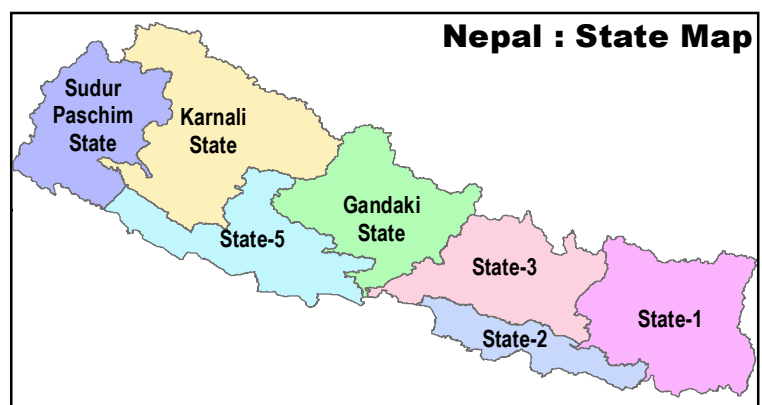 Nepal : State Map
Sudur
Paschim
State
Karnali
State
Gandaki
State
State-5
State-3
State-2
State-1